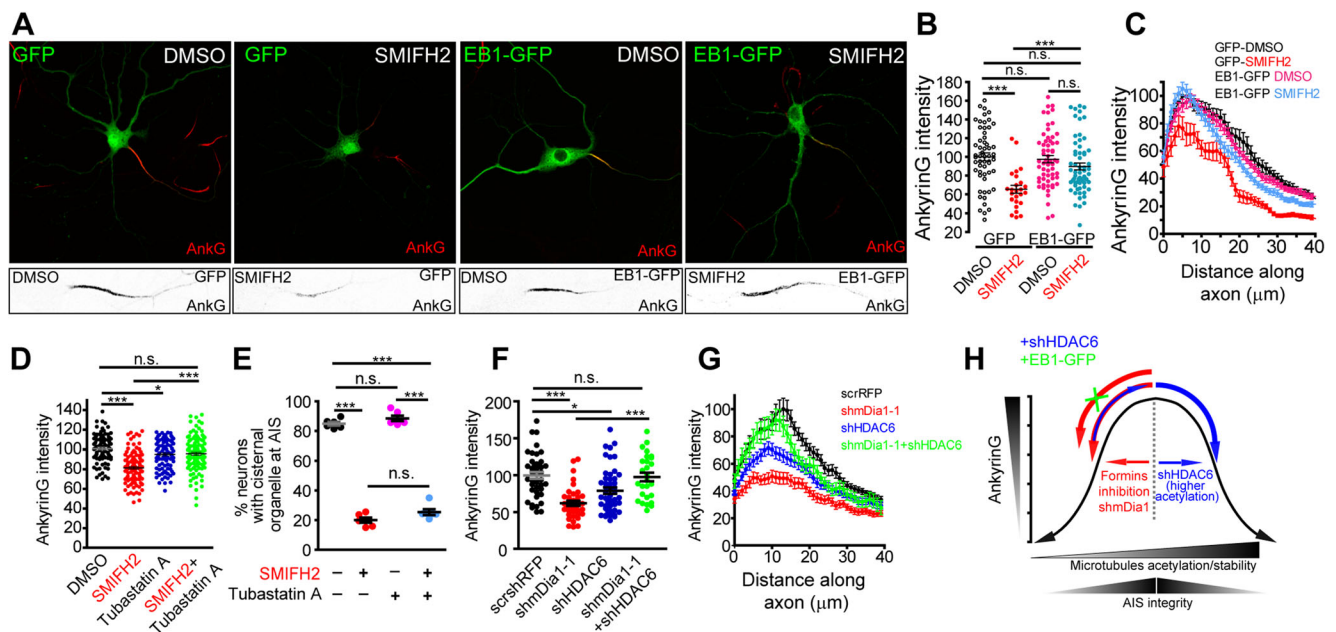 A
GFP DMSO
AnkG
GFP SMIFH2
AnkG
EB1-GFP DMSO
AnkG
EB1-GFP SMIFH2
AnkG
DMSO GFP
AnkG
SMIFH2 GFP
AnkG
DMSO EB1-GFP
AnkG
SMIFH2 EB1-GFP
AnkG
B
***
n.s.
n.s.
*** n.s.
AnkyrinG intensity
180
160
140
120
100
80
60
40
20
GFP EB1-GFP
DMSO
SMIFH2
DMSO
SMIFH2
C
GFP-DMSO
GFP-SMIFH2
EB1-GFP DMSO
EB1-GFP SMIFH2
AnkyrinG intensity
100
80
60
40
20
0
0 10 20 30 40
Distance along
axon (μm)
D
n.s.
***
*
***
AnkyrinG intensity
140
120
100
80
60
40
20
0
DMSO
SMIFH2
Tubastatin A
SMIFH2+
Tubastatin A
E
***
n.s.
*** ***
n.s.
% neurons
with cisternal
organelle at AIS
100
80
60
40
20
0
SMIFH2 – + – +
Tubastatin A – – + +
F
n.s.
***
* ***
AnkyrinG intensity
200
150
100
50
0
scrshRFP
shmDia1-1
shHDAC6
shmDia1-1
+shHDAC6
G
scrRFP
shmDia1-1
shHDAC6
shmDia1-1+shHDAC6
AnkyrinG intensity
100
80
60
40
20
0
0 10 20 30 40
Distance along
axon (μm)
H
+shHDAC6
+EB1-GFP
AnkyrinG
Formins
inhibition
shmDia1
shHDAC6
(higher
acetylation)
Microtubules acetylation/stability
AIS integrity